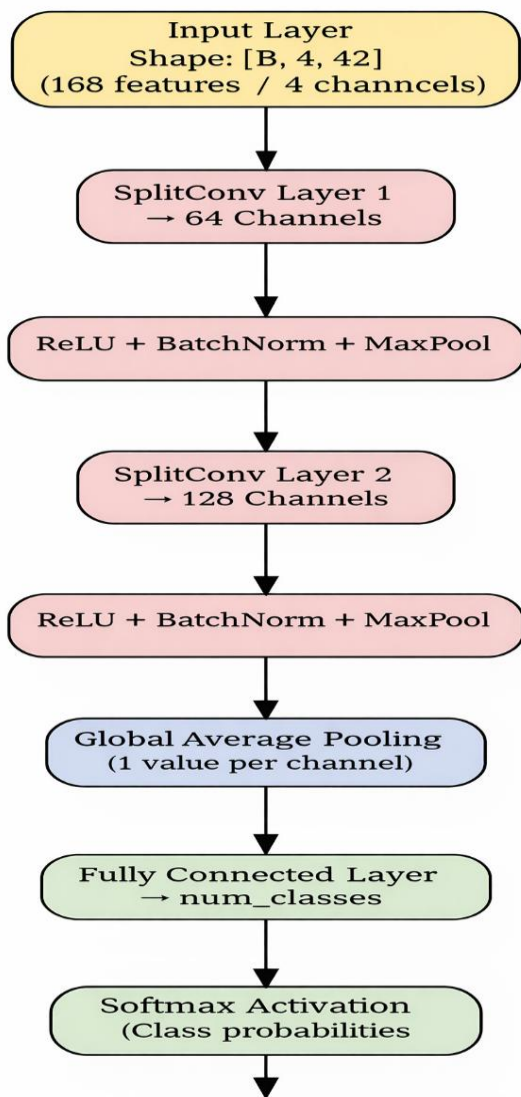 Input Layer
Shape: [B, 4, 42]
(168 features / 4 channcels)
SplitConv Layer 1
→ 64 Channels
ReLU + BatchNorm + MaxPool
SplitConv Layer 2
→ 128 Channels
ReLU + BatchNorm + MaxPool
Global Average Pooling
(1 value per channel)
Fully Connected Layer
→ num_classes
Softmax Activation
(Class probabilities